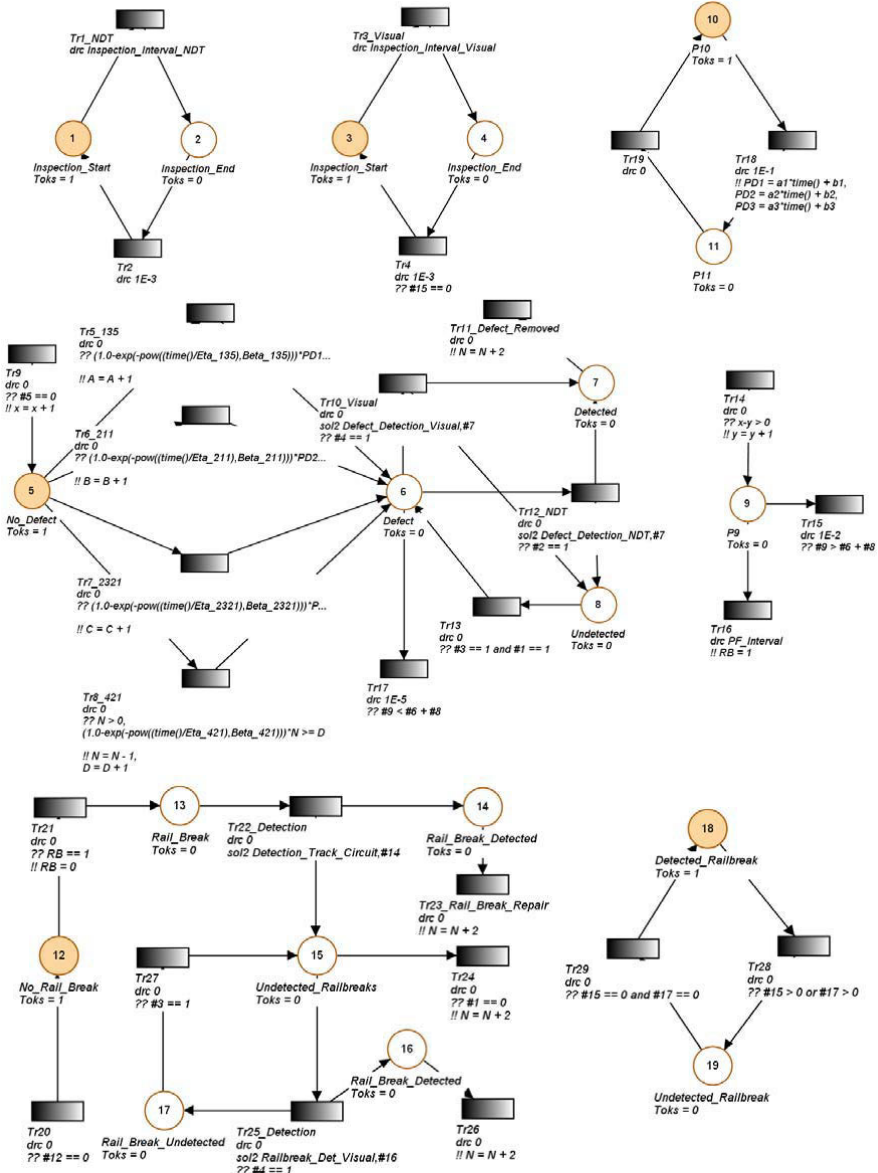 Tr1_NDT
drc Inspection_Interval_NDT
1
Inspection_Start
Toks = 1
2
Inspection_End
Toks = 0
Tr2
drc 1E-3
Tr3_Visual
drc Inspection_Interval_Visual
3
Inspection_Start
Toks = 1
4
Inspection_End
Toks = 0
Tr4
drc 1E-3
?? #15 == 0
10
P10
Toks = 1
Tr19
drc 0
Tr18
drc 1E-1
!! PD1 = a1*time() + b1,
PD2 = a2*time() + b2,
PD3 = a3*time() + b3
11
P11
Toks = 0
Tr9
drc 0
?? #5 == 0
!! x = x + 1
5
No_Defect
Toks = 1
Tr5_135
drc 0
?? (1.0-exp(-pow((time()/Eta_135),Beta_135)))*PD1...
!! A = A + 1
Tr6_211
drc 0
?? (1.0-exp(-pow((time()/Eta_211),Beta_211)))*PD2...
!! B = B + 1
Tr7_2321
drc 0
?? (1.0-exp(-pow((time()/Eta_2321),Beta_2321)))*P...
!! C = C + 1
Tr8_421
drc 0
?? N > 0,
(1.0-exp(-pow((time()/Eta_421),Beta_421)))*N >= D
!! N = N - 1,
D = D + 1
Tr11_Defect_Removed
drc 0
!! N = N + 2
Tr10_Visual
drc 0
sol2 Defect_Detection_Visual,#7
?? #4 == 1
7
Detected
Toks = 0
6
Defect
Toks = 0
Tr12_NDT
drc 0
sol2 Defect_Detection_NDT,#7
?? #2 == 1
8
Undetected
Toks = 0
Tr13
drc 0
?? #3 == 1 and #1 == 1
Tr17
drc 1E-5
?? #9 < #6 + #8
Tr14
drc 0
?? x-y > 0
!! y = y + 1
9
P9
Toks = 0
Tr15
drc 1E-2
?? #9 > #6 + #8
Tr16
drc PF_Interval
!! RB = 1
Tr21
drc 0
?? RB == 1
!! RB = 0
13
Rail_Break
Toks = 0
Tr22_Detection
drc 0
sol2 Detection_Track_Circuit,#14
14
Rail_Break_Detected
Toks = 0
Tr23_Rail_Break_Repair
drc 0
!! N = N + 2
12
No_Rail_Break
Toks = 1
Tr27
drc 0
?? #3 == 1
15
Undetected_Railbreaks
Toks = 0
Tr24
drc 0
?? #1 == 0
!! N = N + 2
16
Rail_Break_Detected
Toks = 0
Tr20
drc 0
?? #12 == 0
17
Rail_Break_Undetected
Toks = 0
Tr25_Detection
drc 0
sol2 Railbreak_Det_Visual,#16
?? #4 == 1
Tr26
drc 0
!! N = N + 2
18
Detected_Railbreak
Toks = 1
Tr29
drc 0
?? #15 == 0 and #17 == 0
Tr28
drc 0
?? #15 > 0 or #17 > 0
19
Undetected_Railbreak
Toks = 0